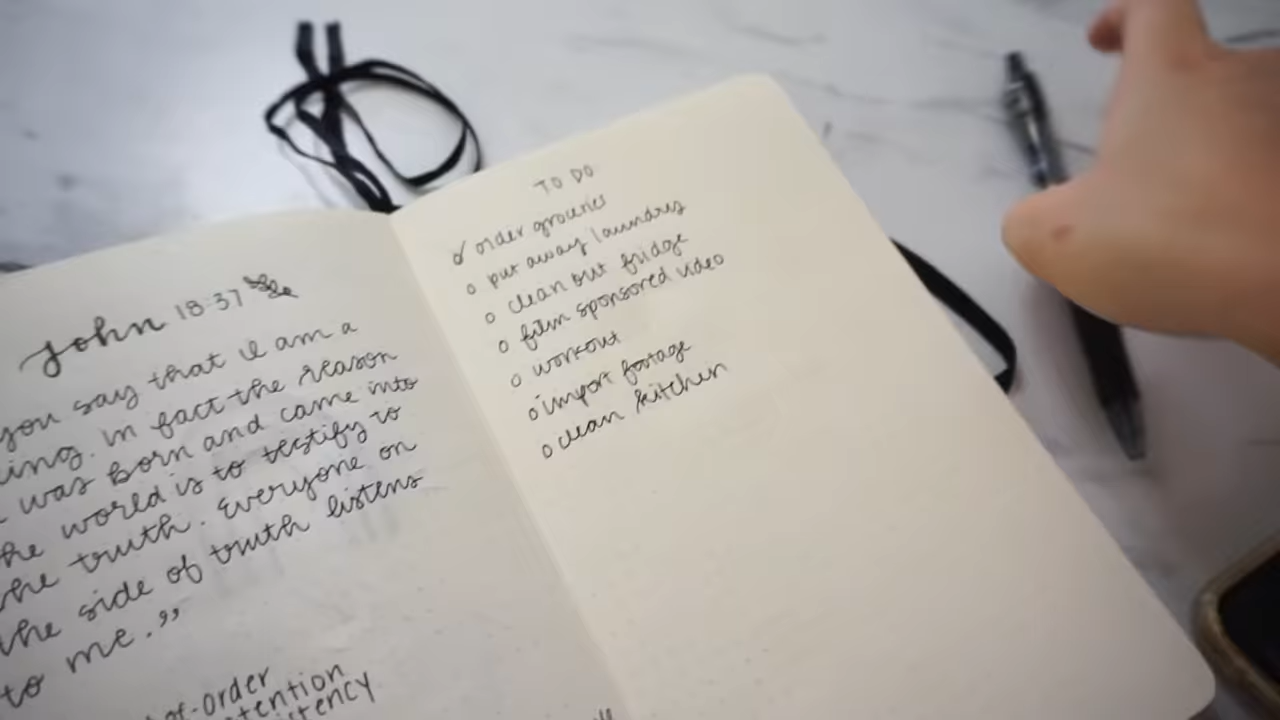 John 18:37
you say that I am a
ing. in fact the reason
was born and came into
the world is to testify to
the truth. Everyone on
the side of truth listens
to me.”
of-order
tention
istency
TO DO
order groceries
put away laundry
clean out fridge
film sponsored video
workout
import footage
clean kitchen